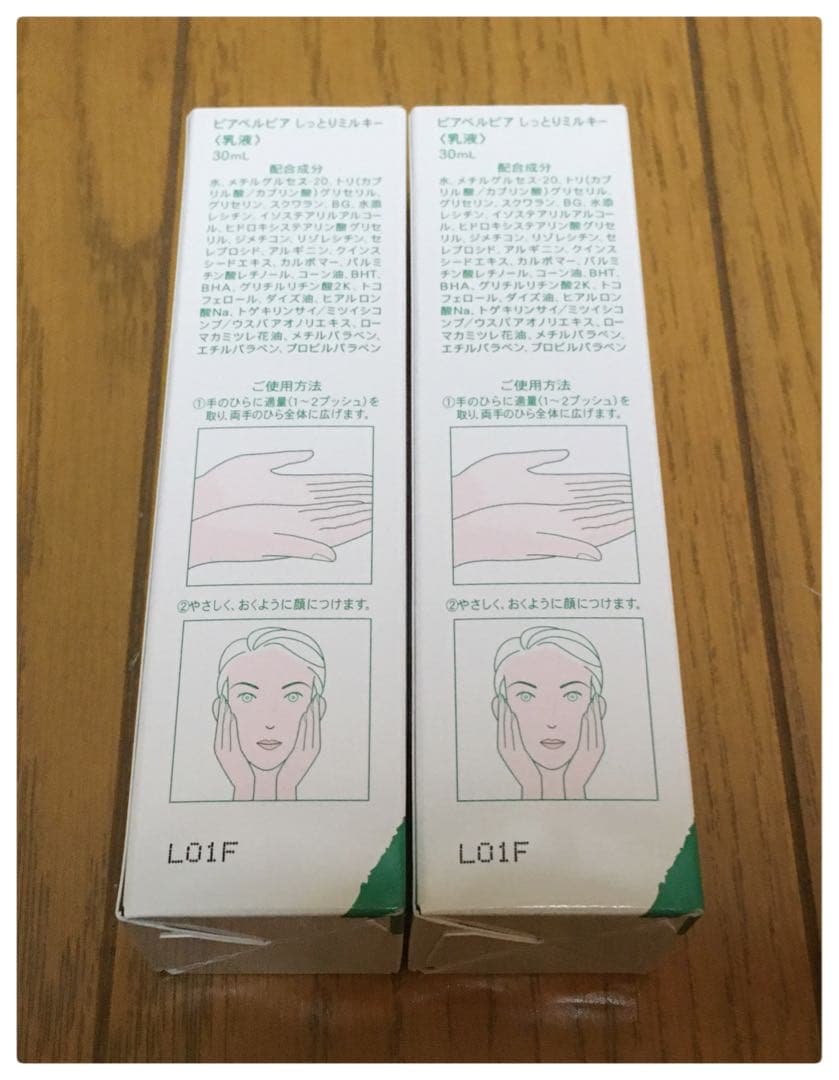 ピアベルピア しっとりミルキー
〈乳液〉
30mL
配合成分
水、メチルグルセス-20、トリ(カプ
リル酸/カプリン酸)グリセリル、
グリセリン、スクワラン、BG、水添
レシチン、イソステアリルアルコー
ル、ヒドロキシステアリン酸グリセ
リル、ジメチコン、リゾレシチン、セ
レブロシド、アルギニン、クインス
シードエキス、カルボマー、パルミ
チン酸レチノール、コーン油、BHT、
BHA、グリチルリチン酸2K、トコ
フェロール、ダイズ油、ヒアルロン
酸Na、トゲキリンサイ/ミツイシコ
ンブ/ウスバアオノリエキス、ロー
マカミツレ花油、メチルパラベン、
エチルパラベン、プロピルパラベン
ご使用方法
①手のひらに適量(1〜2プッシュ)を
取り、両手のひら全体に広げます。
②やさしく、おくように顔につけます。
L01F
ピアベルピア しっとりミルキー
〈乳液〉
30mL
配合成分
水、メチルグルセス-20、トリ(カプ
リル酸/カプリン酸)グリセリル、
グリセリン、スクワラン、BG、水添
レシチン、イソステアリルアルコー
ル、ヒドロキシステアリン酸グリセ
リル、ジメチコン、リゾレシチン、セ
レブロシド、アルギニン、クインス
シードエキス、カルボマー、パルミ
チン酸レチノール、コーン油、BHT、
BHA、グリチルリチン酸2K、トコ
フェロール、ダイズ油、ヒアルロン
酸Na、トゲキリンサイ/ミツイシコ
ンブ/ウスバアオノリエキス、ロー
マカミツレ花油、メチルパラベン、
エチルパラベン、プロピルパラベン
ご使用方法
①手のひらに適量(1〜2プッシュ)を
取り、両手のひら全体に広げます。
②やさしく、おくように顔につけます。
L01F